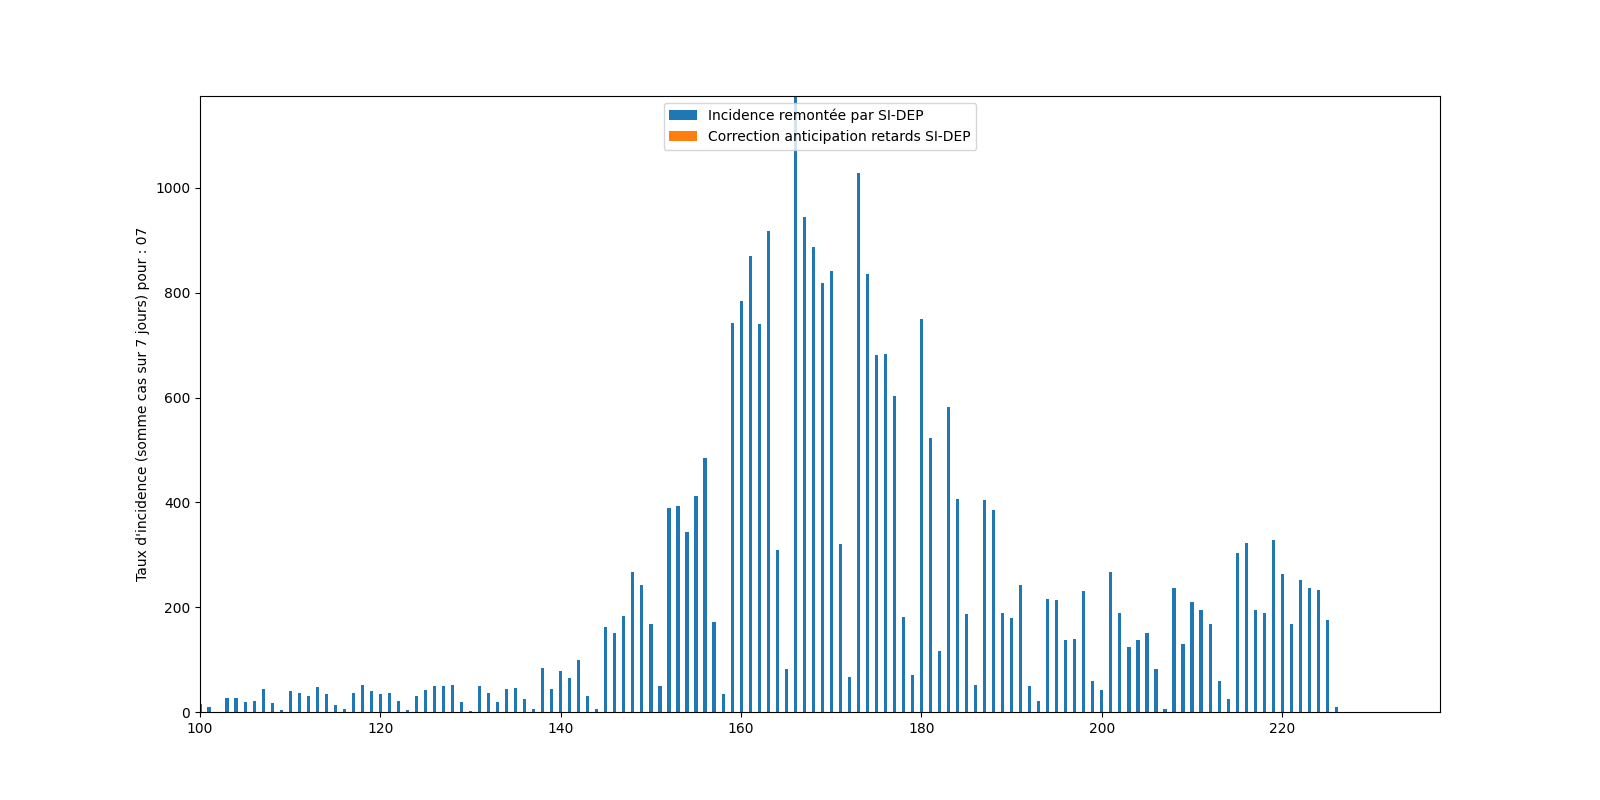 Incidence remontée par SI-DEP
Correction anticipation retards SI-DEP
Taux d'incidence (somme cas sur 7 jours) pour : 07
1000
800
600
400
200
0
100 120 140 160 180 200 220